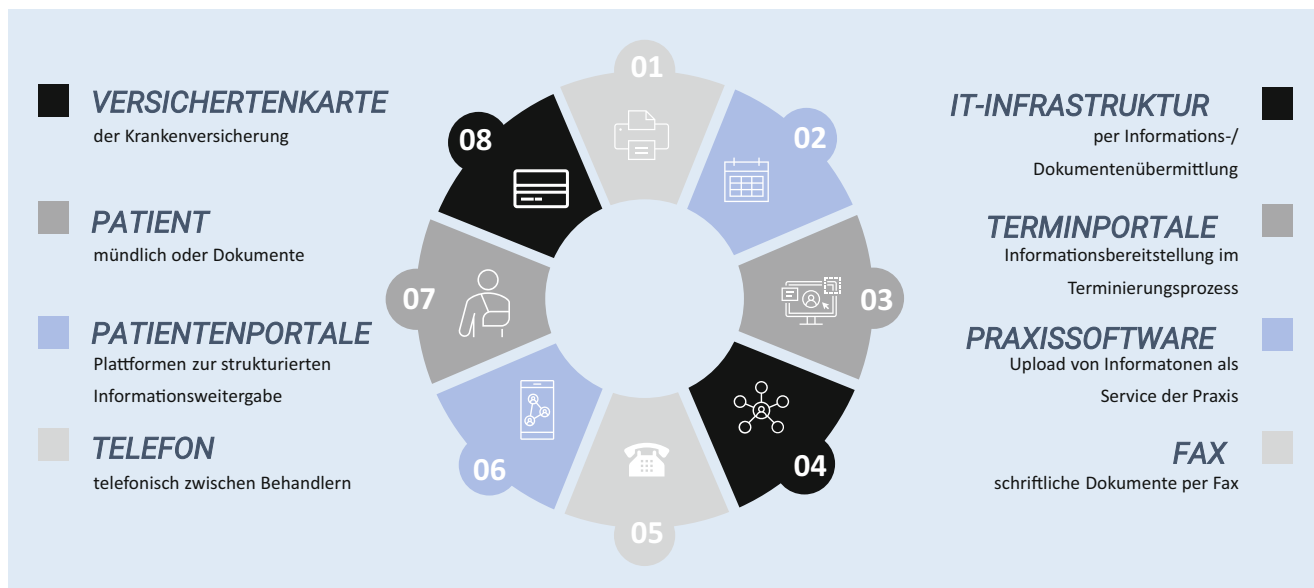 VERSICHERTENKARTE
der Krankenversicherung
PATIENT
mündlich oder Dokumente
PATIENTENPORTALE
Plattformen zur strukturierten
Informationsweitergabe
TELEFON
telefonisch zwischen Behandlern
01
02
03
04
05
06
07
08
IT-INFRASTRUKTUR
per Informations-/
Dokumentenübermittlung
TERMINPORTALE
Informationsbereitstellung im
Terminierungsprozess
PRAXISSOFTWARE
Upload von Informatonen als
Service der Praxis
FAX
schriftliche Dokumente per Fax